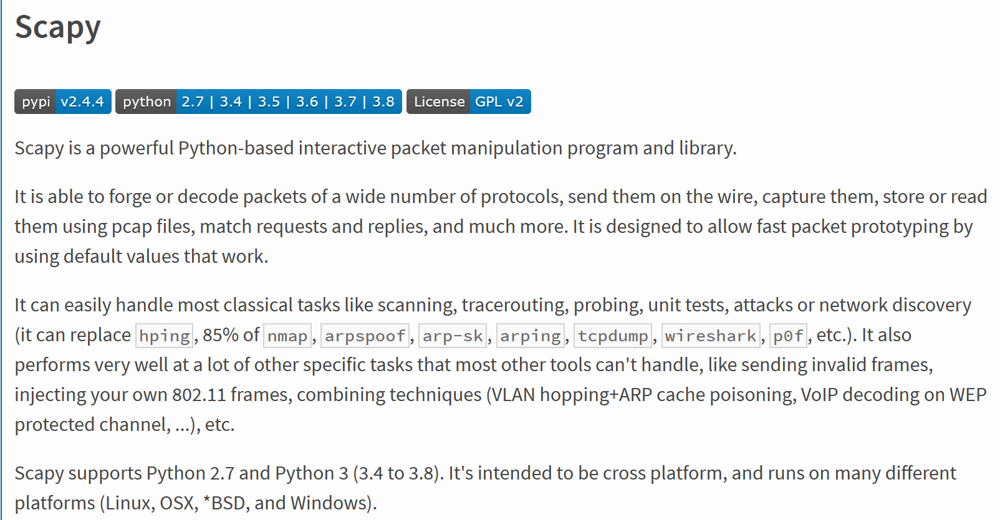 Scapy
pypi v2.4.4 python 2.7 | 3.4 | 3.5 | 3.6 | 3.7 | 3.8 License GPL v2
Scapy is a powerful Python-based interactive packet manipulation program and library.
It is able to forge or decode packets of a wide number of protocols, send them on the wire, capture them, store or read
them using pcap files, match requests and replies, and much more. It is designed to allow fast packet prototyping by
using default values that work.
It can easily handle most classical tasks like scanning, tracerouting, probing, unit tests, attacks or network discovery
(it can replace hping, 85% of nmap, arpspoof, arp-sk, arping, tcpdump, wireshark, p0f, etc.). It also
performs very well at a lot of other specific tasks that most other tools can't handle, like sending invalid frames,
injecting your own 802.11 frames, combining techniques (VLAN hopping+ARP cache poisoning, VoIP decoding on WEP
protected channel, ...), etc.
Scapy supports Python 2.7 and Python 3 (3.4 to 3.8). It's intended to be cross platform, and runs on many different
platforms (Linux, OSX, *BSD, and Windows).